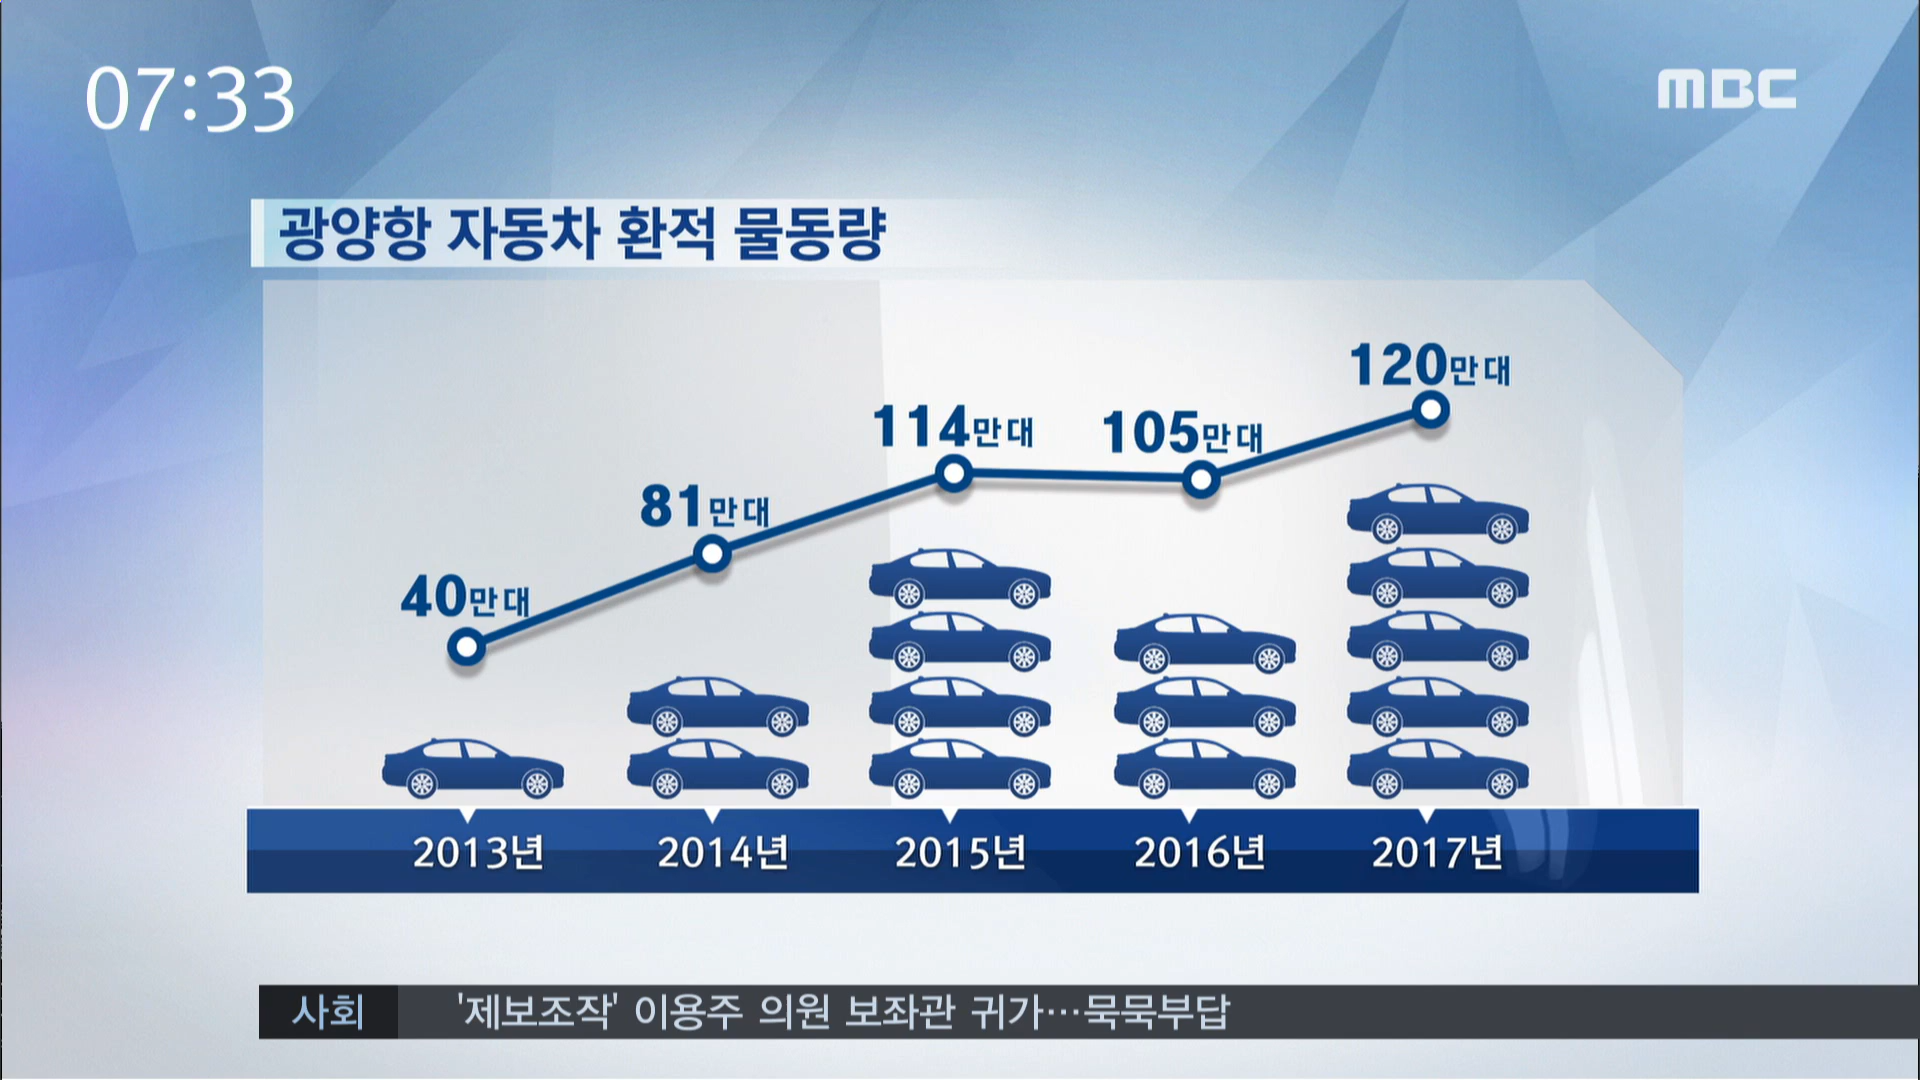 07:33
MBC
광양항 자동차 환적 물동량
40만대
81만대
114만대
105만대
120만대
2013년
2014년
2015년
2016년
2017년
사회 '제보조작' 이용주 의원 보좌관 귀가…묵묵부답